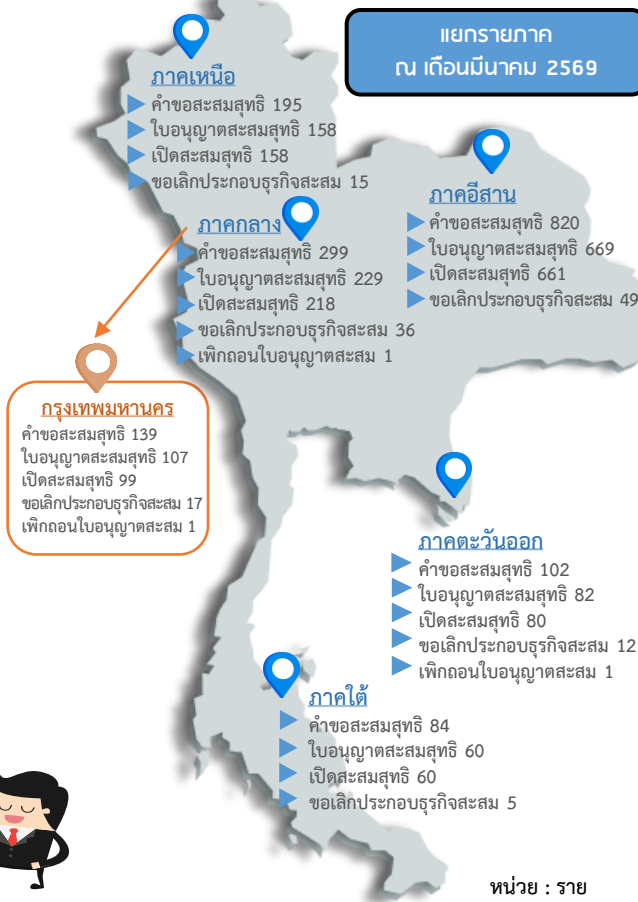 แยกรายภาค
ณ เดือนมีนาคม 2569
ภาคเหนือ
คำขอสะสมสุทธิ 195
ใบอนุญาตสะสมสุทธิ 158
เปิดสะสมสุทธิ 158
ขอเลิกประกอบธุรกิจสะสม 15
ภาคอีสาน
คำขอสะสมสุทธิ 820
ใบอนุญาตสะสมสุทธิ 669
เปิดสะสมสุทธิ 661
ขอเลิกประกอบธุรกิจสะสม 49
ภาคกลาง
คำขอสะสมสุทธิ 299
ใบอนุญาตสะสมสุทธิ 229
เปิดสะสมสุทธิ 218
ขอเลิกประกอบธุรกิจสะสม 36
เพิกถอนใบอนุญาตสะสม 1
กรุงเทพมหานคร
คำขอสะสมสุทธิ 139
ใบอนุญาตสะสมสุทธิ 107
เปิดสะสมสุทธิ 99
ขอเลิกประกอบธุรกิจสะสม 17
เพิกถอนใบอนุญาตสะสม 1
ภาคตะวันออก
คำขอสะสมสุทธิ 102
ใบอนุญาตสะสมสุทธิ 82
เปิดสะสมสุทธิ 80
ขอเลิกประกอบธุรกิจสะสม 12
เพิกถอนใบอนุญาตสะสม 1
ภาคใต้
คำขอสะสมสุทธิ 84
ใบอนุญาตสะสมสุทธิ 60
เปิดสะสมสุทธิ 60
ขอเลิกประกอบธุรกิจสะสม 5
หน่วย : ราย